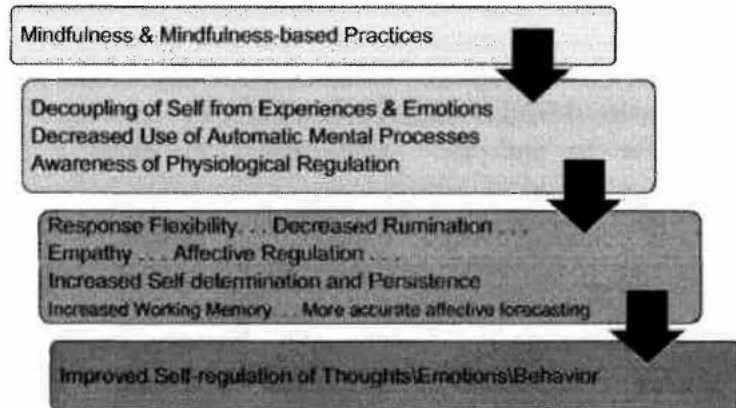 Mindfulness & Mindfulness-based Practices
Decoupling of Self from Experiences & Emotions
Decreased Use of Automatic Mental Processes
Awareness of Physiological Regulation
Response Flexibility. . . Decreased Rumination . . .
Empathy . . . Affective Regulation . . .
Increased Self-determination and Persistence
Increased Working Memory. . . More accurate affective forecasting
Improved Self-regulation of Thoughts\Emotions\Behavior